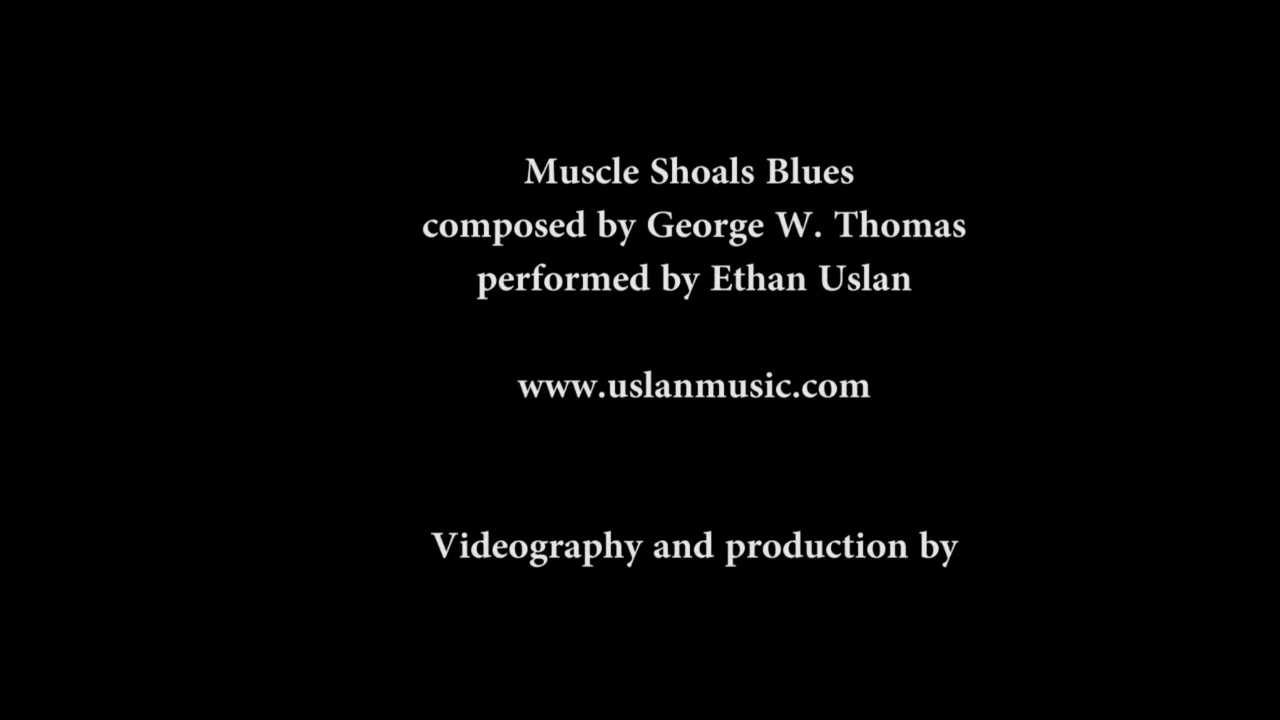 Muscle Shoals Blues
composed by George W. Thomas
performed by Ethan Uslan
www.uslanmusic.com
Videography and production by